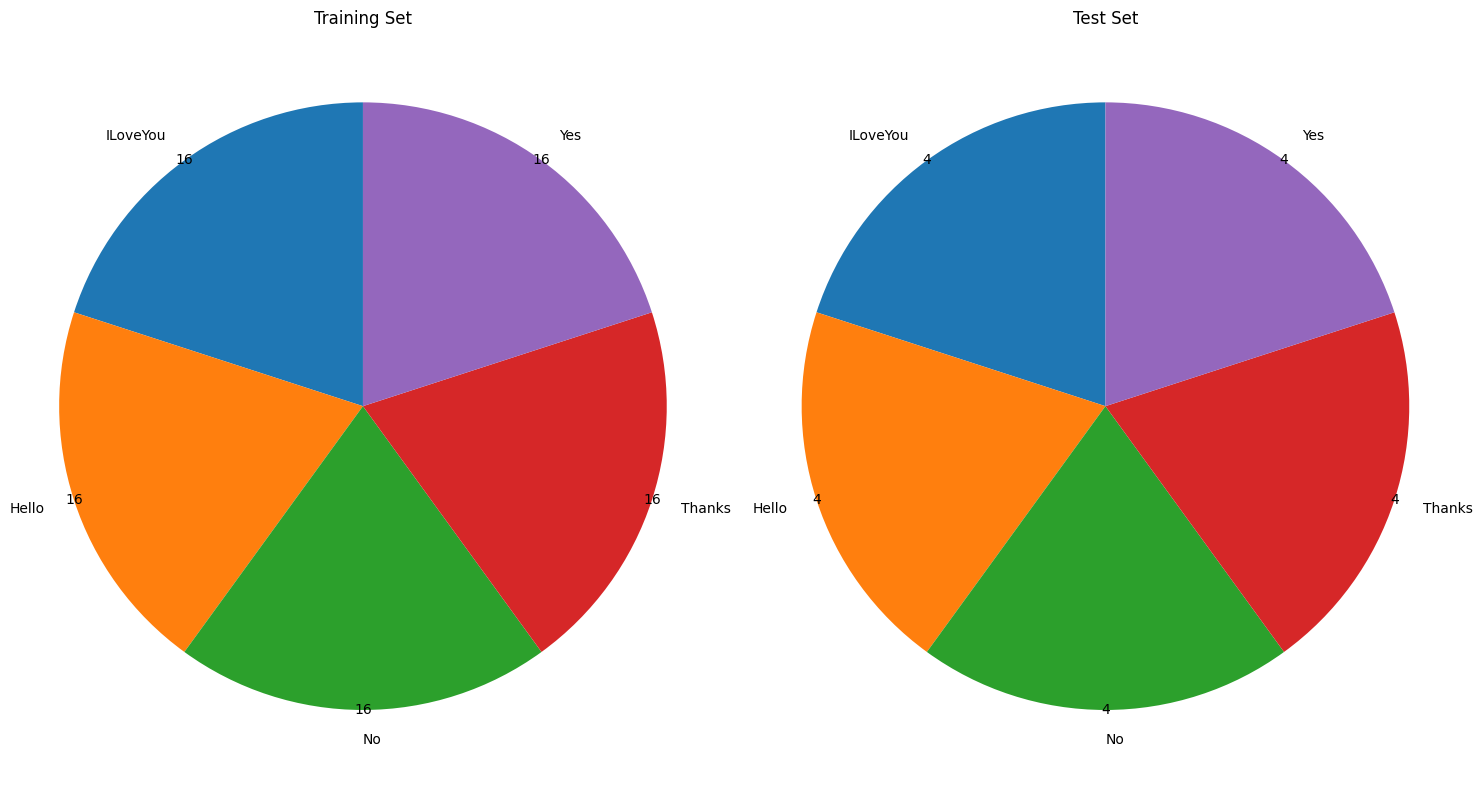 Training Set
ILoveYou
16
Yes
16
Hello
16
Thanks
16
16
No
Test Set
ILoveYou
4
Yes
4
Hello
4
Thanks
4
4
No